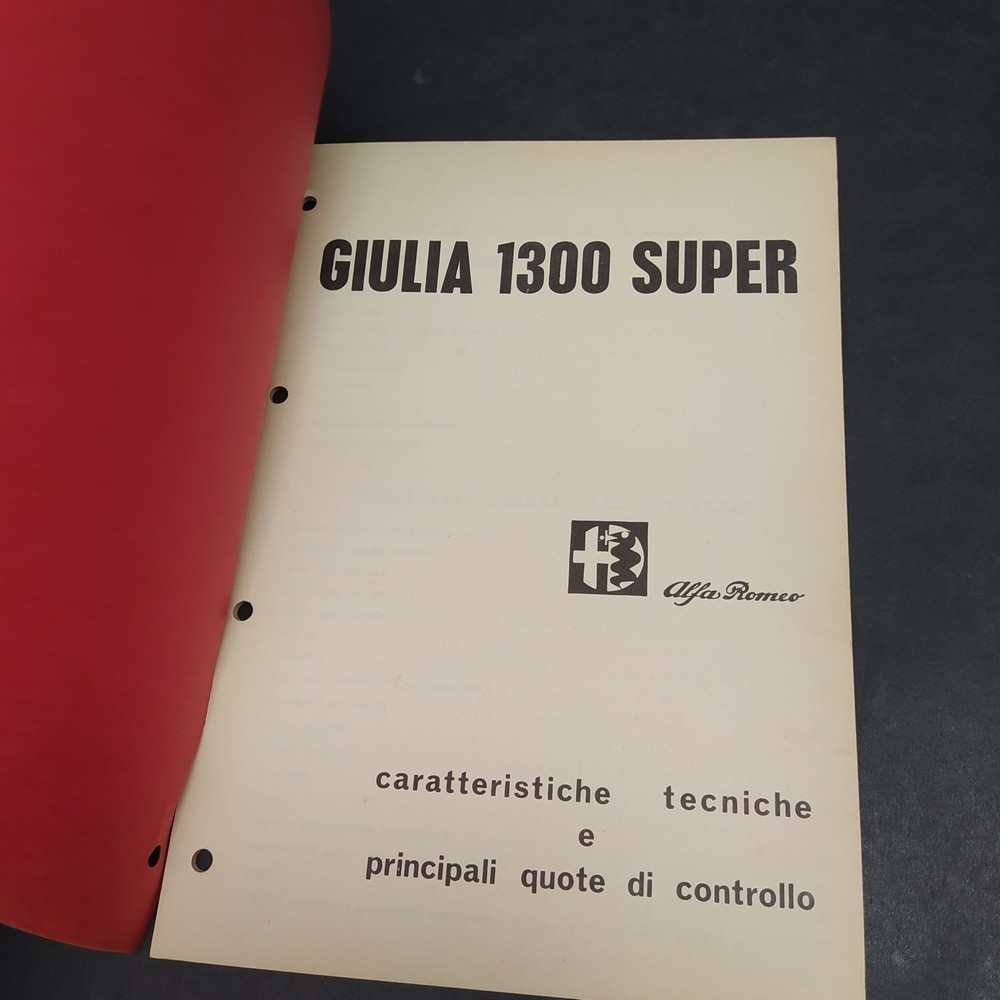 GIULIA 1300 SUPER
Alfa Romeo
caratteristiche tecniche
e
principali quote di controllo